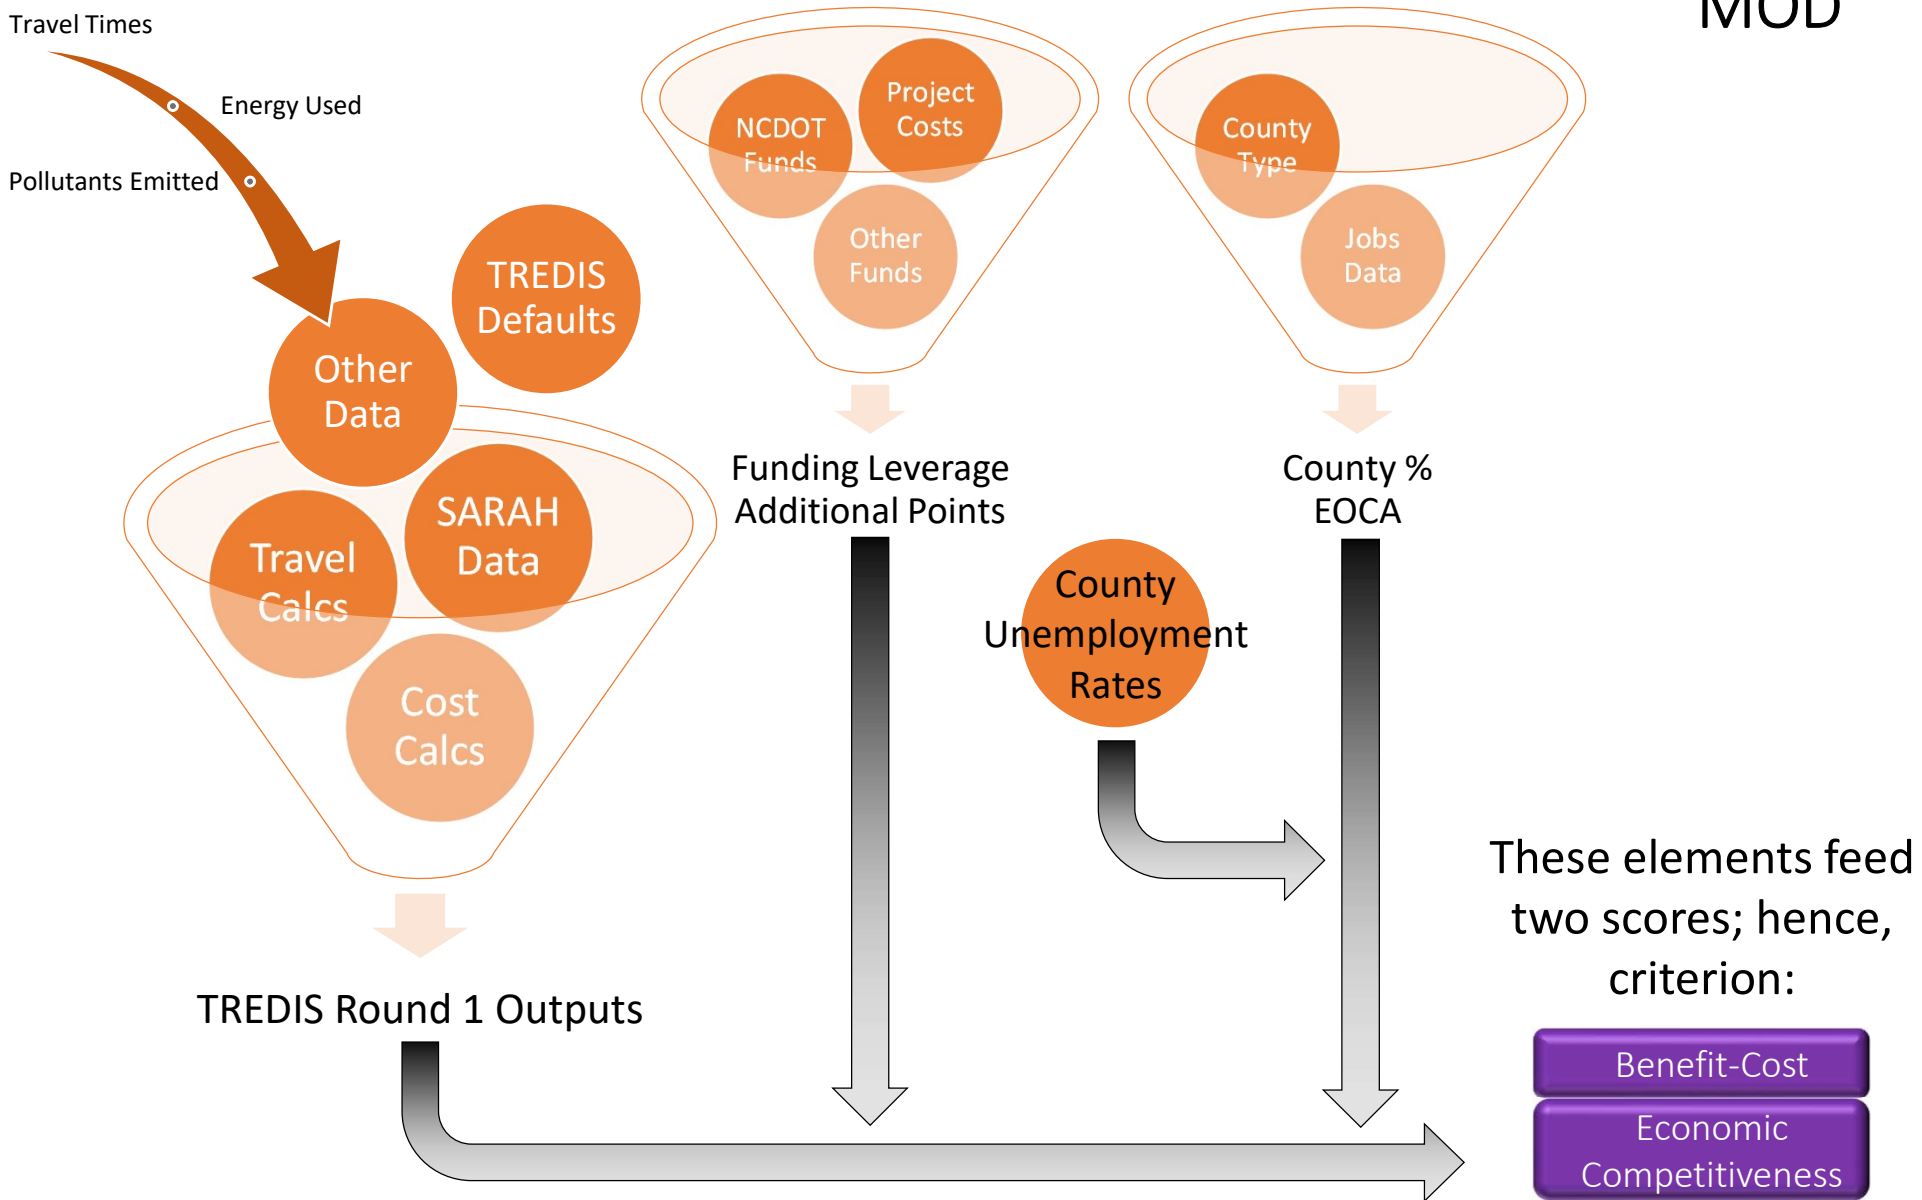 MOD
Travel Times
Energy Used
Pollutants Emitted
TREDIS
Defaults
Other
Data
SARAH
Data
Travel
Calcs
Cost
Calcs
TREDIS Round 1 Outputs
NCDOT
Funds
Project
Costs
Other
Funds
Funding Leverage
Additional Points
County
Type
Jobs
Data
County %
EOCA
County
Unemployment
Rates
These elements feed
two scores; hence,
criterion:
Benefit-Cost
Economic
Competitiveness